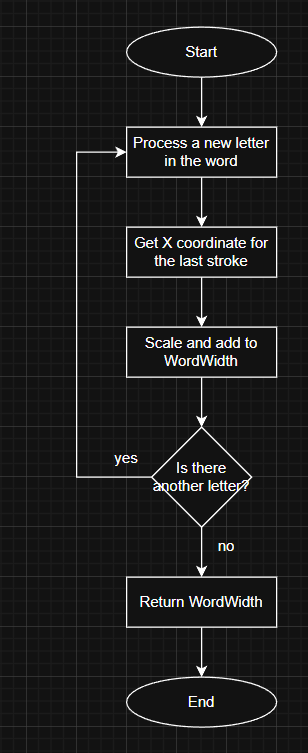 Start
Process a new letter
in the word
Get X coordinate for
the last stroke
Scale and add to
WordWidth
yes
Is there
another letter?
no
Return WordWidth
End